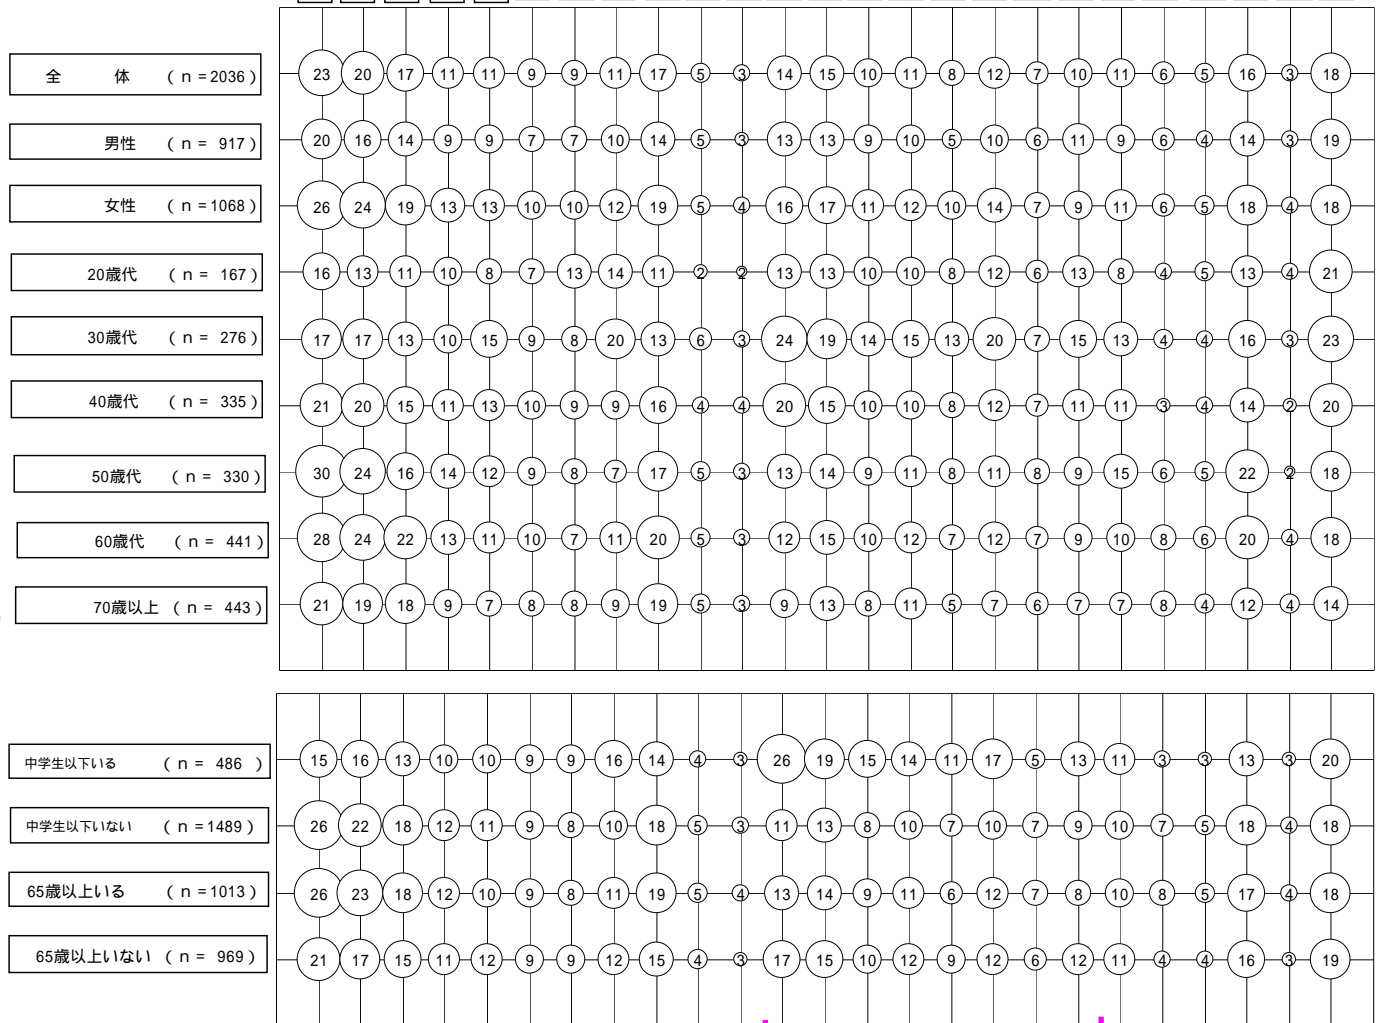 全 体 (n=2036) 23 20 17 11 11 9 9 11 17 5 3 14 15 10 11 8 12 7 10 11 6 5 16 3 18
男性 (n= 917) 20 16 14 9 9 7 7 10 14 5 3 13 13 9 10 5 10 6 11 9 6 4 14 3 19
女性 (n=1068) 26 24 19 13 13 10 10 12 19 5 4 16 17 11 12 10 14 7 9 11 6 5 18 4 18
20歳代 (n= 167) 16 13 11 10 8 7 13 14 11 2 2 13 13 10 10 8 12 6 13 8 4 5 13 4 21
30歳代 (n= 276) 17 17 13 10 15 9 8 20 13 6 3 24 19 14 15 13 20 7 15 13 4 4 16 3 23
40歳代 (n= 335) 21 20 15 11 13 10 9 9 16 4 4 20 15 10 10 8 12 7 11 11 3 4 14 2 20
50歳代 (n= 330) 30 24 16 14 12 9 8 7 17 5 3 13 14 9 11 8 11 8 9 15 6 5 22 2 18
60歳代 (n= 441) 28 24 22 13 11 10 7 11 20 5 3 12 15 10 12 7 12 7 9 10 8 6 20 4 18
70歳以上 (n= 443) 21 19 18 9 7 8 8 9 19 5 3 9 13 8 11 5 7 6 7 7 8 4 12 4 14
中学生以下いる (n= 486 ) 15 16 13 10 10 9 9 16 14 4 3 26 19 15 14 11 17 5 13 11 3 3 13 3 20
中学生以下いない (n=1489) 26 22 18 12 11 9 8 10 18 5 3 11 13 8 10 7 10 7 9 10 7 5 18 4 18
65歳以上いる (n=1013) 26 23 18 12 10 9 8 11 19 5 4 13 14 9 11 6 12 7 8 10 8 5 17 4 18
65歳以上いない (n= 969) 21 17 15 11 12 9 9 12 15 4 3 17 15 10 12 9 12 6 12 11 4 4 16 3 19